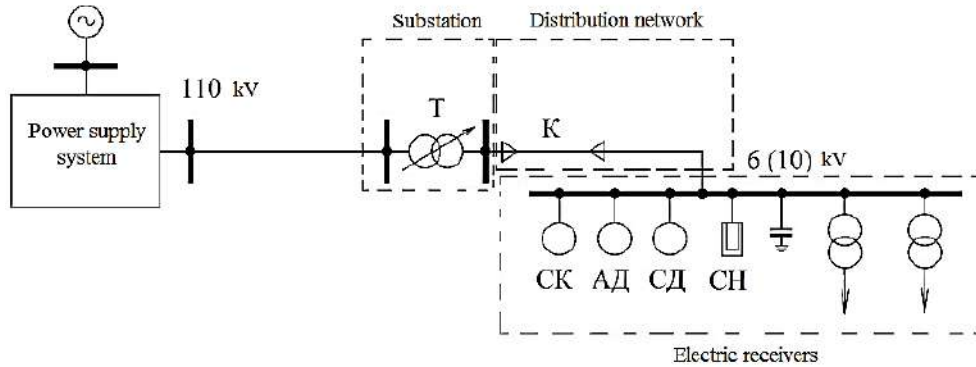 Substation
Distribution network
110 kV
Power supply
system
Т
К
6 (10) kV
СК
АД
СД
СН
Electric receivers